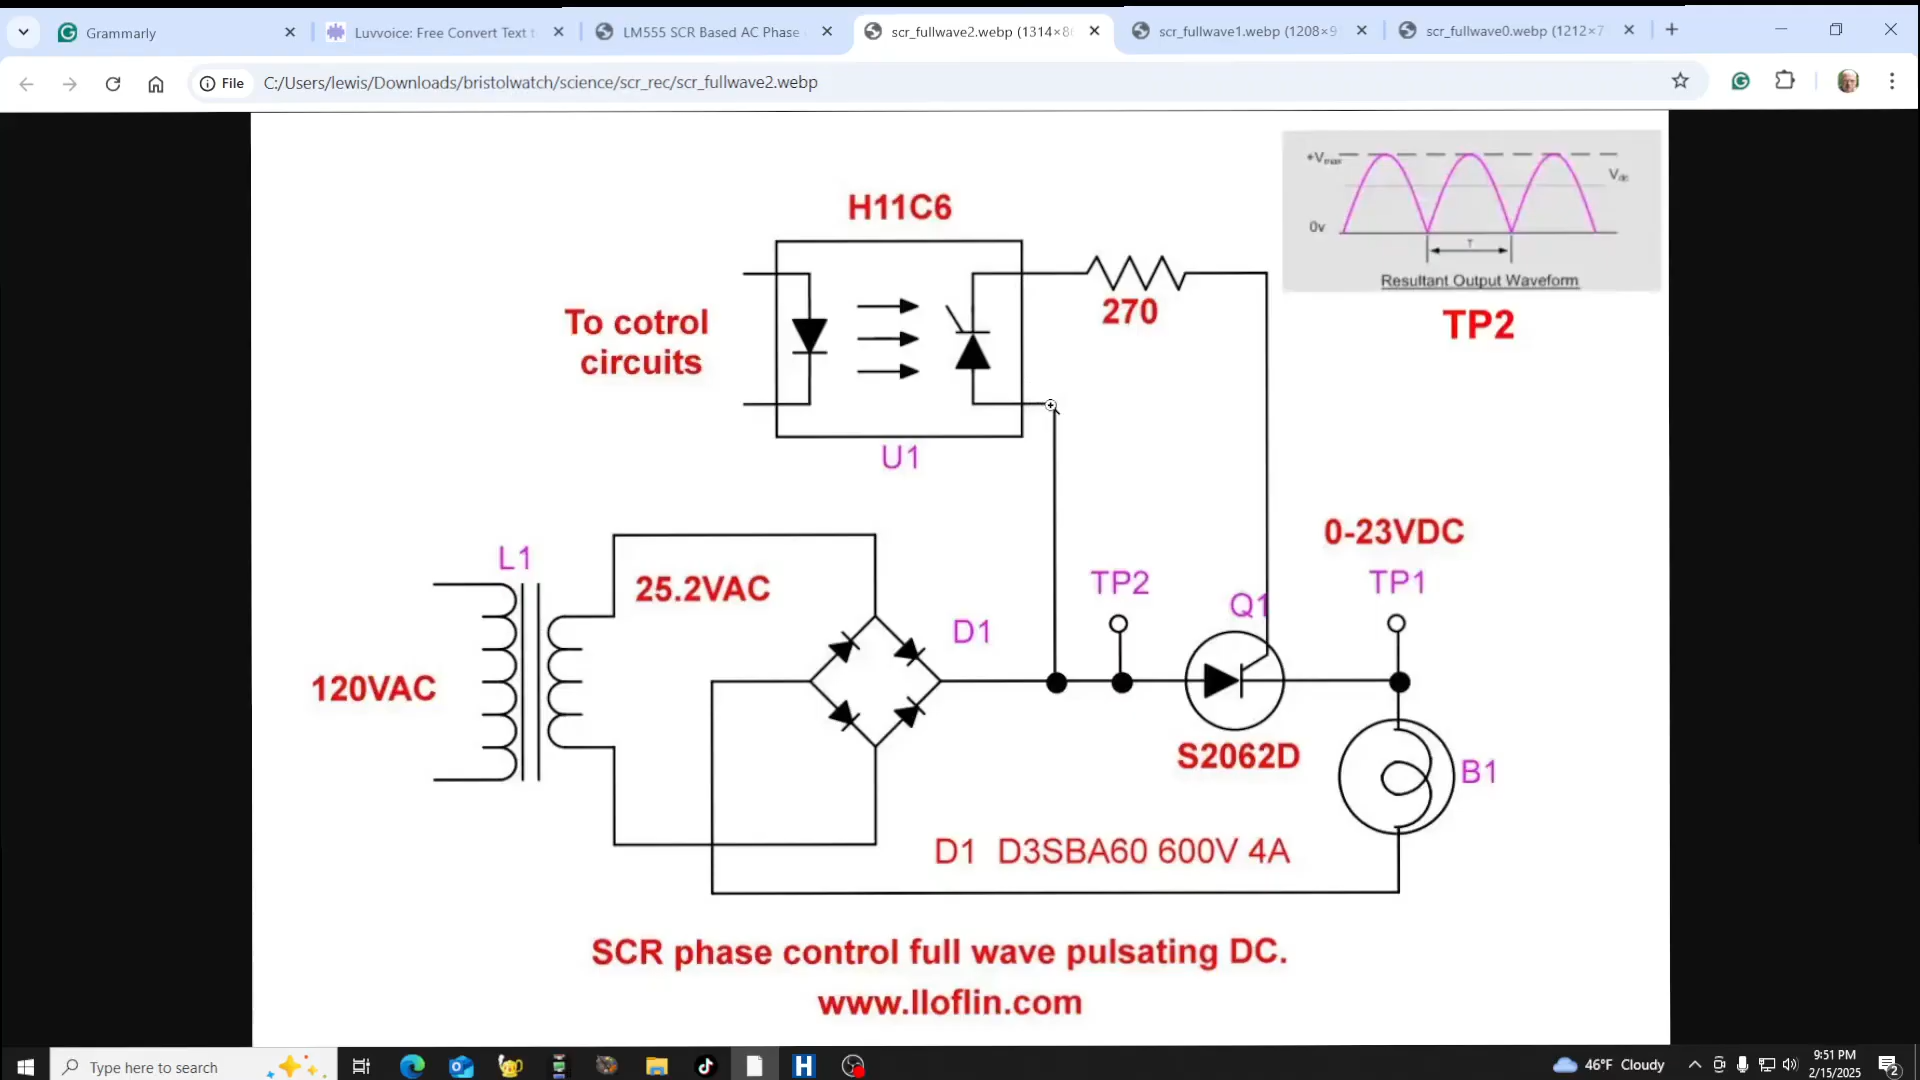 Grammarly
Luvvoice: Free Convert Text t
LM555 SCR Based AC Phase
scr_fullwave2.webp (1314×8
scr_fullwave1.webp (1208×9
scr_fullwave0.webp (1212×7
File
C:/Users/lewis/Downloads/bristolwatch/science/scr_rec/scr_fullwave2.webp
+Vmax
Vdc
0v
T
Resultant Output Waveform
TP2
H11C6
270
To cotrol
circuits
U1
0-23VDC
L1
25.2VAC
TP2
TP1
Q1
D1
120VAC
S2062D
B1
D1 D3SBA60 600V 4A
SCR phase control full wave pulsating DC.
www.lloflin.com
Type here to search
H
46°F Cloudy
9:51 PM
2/15/2025
2